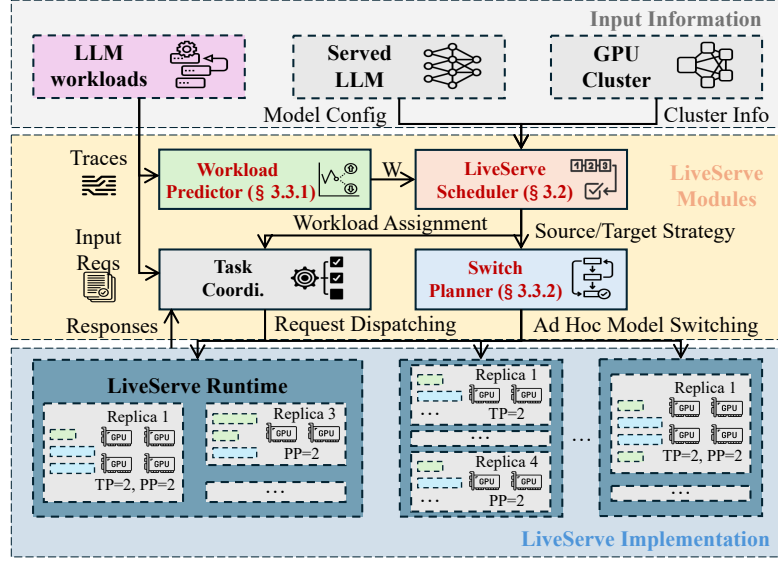 Input Information
LLM
workloads
Served
LLM
GPU
Cluster
Model Config
Cluster Info
Traces
Workload
Predictor (§ 3.3.1)
W
LiveServe
Scheduler (§ 3.2)
1 2 3
LiveServe
Modules
Workload Assignment
Source/Target Strategy
Input
Reqs
Task
Coordi.
Switch
Planner (§ 3.3.2)
Responses
Request Dispatching
Ad Hoc Model Switching
LiveServe Runtime
Replica 1
GPU GPU
GPU GPU
TP=2, PP=2
Replica 3
GPU GPU
PP=2
...
Replica 1
GPU GPU
...
TP=2
...
Replica 4
GPU GPU
...
PP=2
...
Replica 1
GPU GPU
GPU GPU
TP=2, PP=2
...
LiveServe Implementation